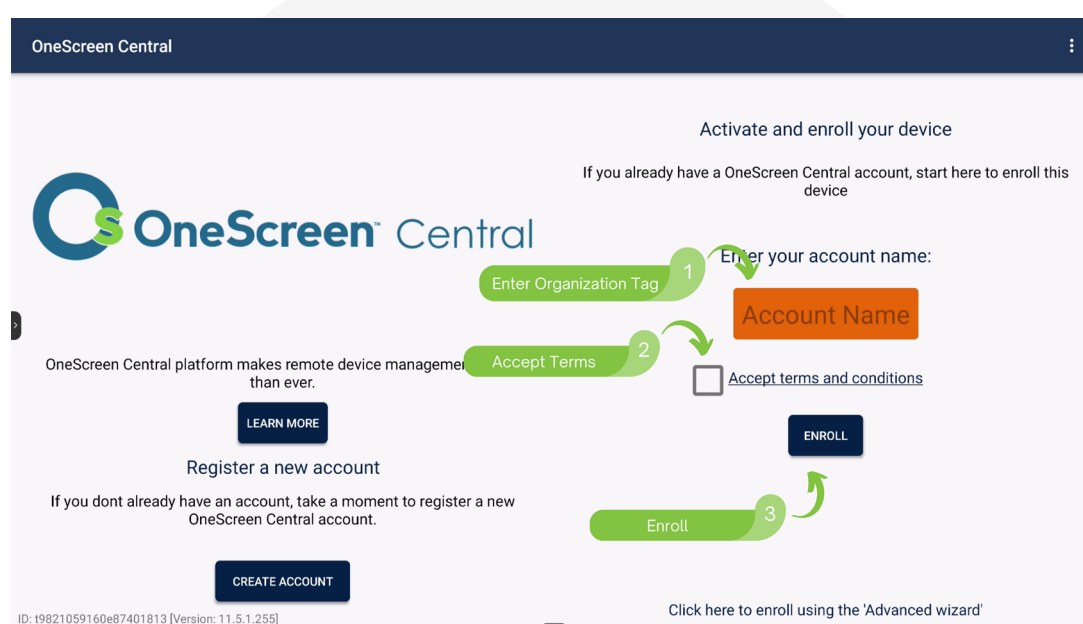 OneScreen Central
Activate and enroll your device
If you already have a OneScreen Central account, start here to enroll this
device
OneScreen™ Central
Enter your account name:
1
Enter Organization Tag
Account Name
2
Accept Terms
Accept terms and conditions
OneScreen Central platform makes remote device
than ever.
LEARN MORE
ENROLL
Register a new account
If you dont already have an account, take a moment to register a new
OneScreen Central account.
3
Enroll
CREATE ACCOUNT
Click here to enroll using the 'Advanced wizard'
ID: t9821059160e87401813 [Version: 11.5.1.255]